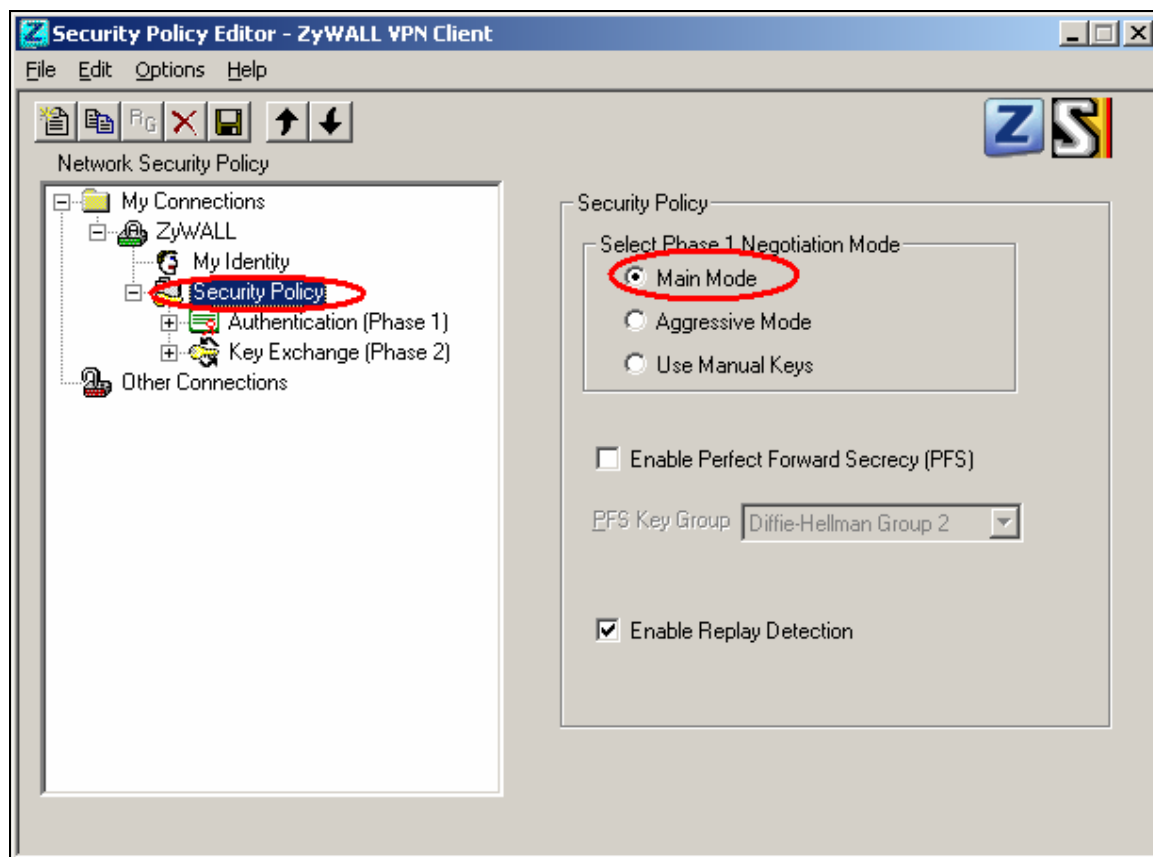 Security Policy Editor - ZyWALL VPN Client
File Edit Options Help
RG
Network Security Policy
My Connections
ZyWALL
My Identity
Security Policy
Authentication (Phase 1)
Key Exchange (Phase 2)
Other Connections
Z S
Security Policy
Select Phase 1 Negotiation Mode
Main Mode
Aggressive Mode
Use Manual Keys
Enable Perfect Forward Secrecy (PFS)
PFS Key Group Diffie-Hellman Group 2
Enable Replay Detection